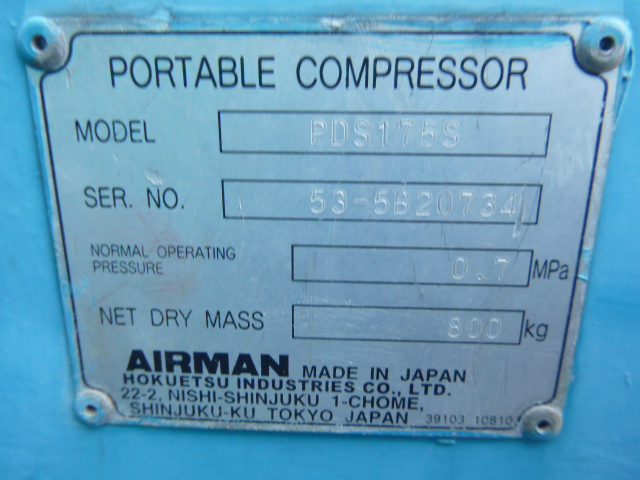 PORTABLE COMPRESSOR
MODEL PDS175S
SER. NO. 53-5B20734
NORMAL OPERATING
PRESSURE 0.7 MPa
NET DRY MASS 800 kg
AIRMAN MADE IN JAPAN
HOKUETSU INDUSTRIES CO., LTD.
22-2, NISHI-SHINJUKU 1-CHOME,
SHINJUKU-KU TOKYO JAPAN 39103 10810